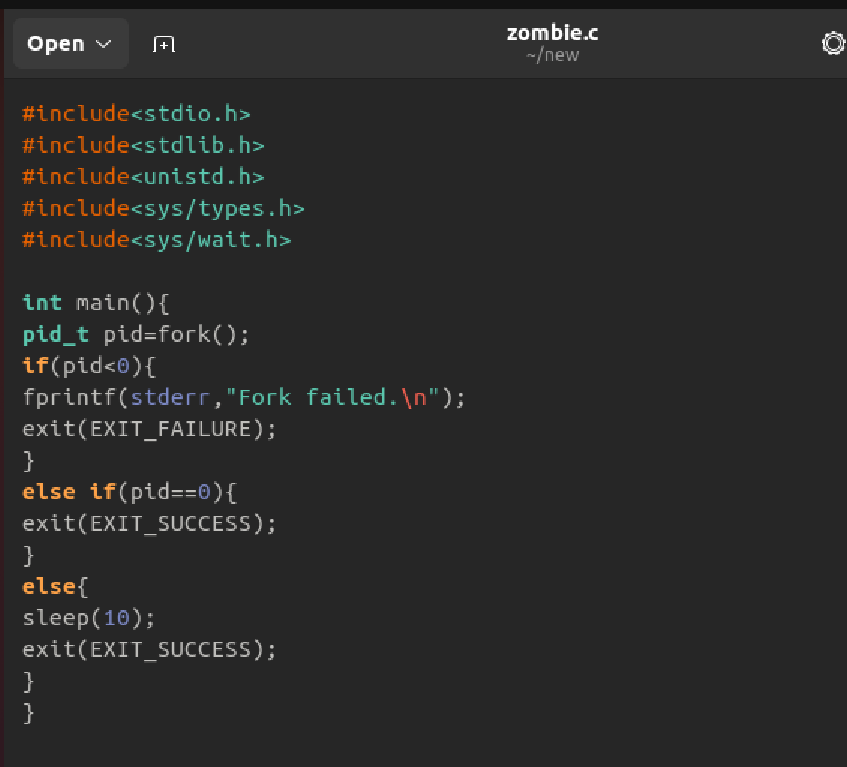 Open
zombie.c
~/new
#include<stdio.h>
#include<stdlib.h>
#include<unistd.h>
#include<sys/types.h>
#include<sys/wait.h>
int main(){
pid_t pid=fork();
if(pid<0){
fprintf(stderr,"Fork failed.\n");
exit(EXIT_FAILURE);
}
else if(pid==0){
exit(EXIT_SUCCESS);
}
else{
sleep(10);
exit(EXIT_SUCCESS);
}
}